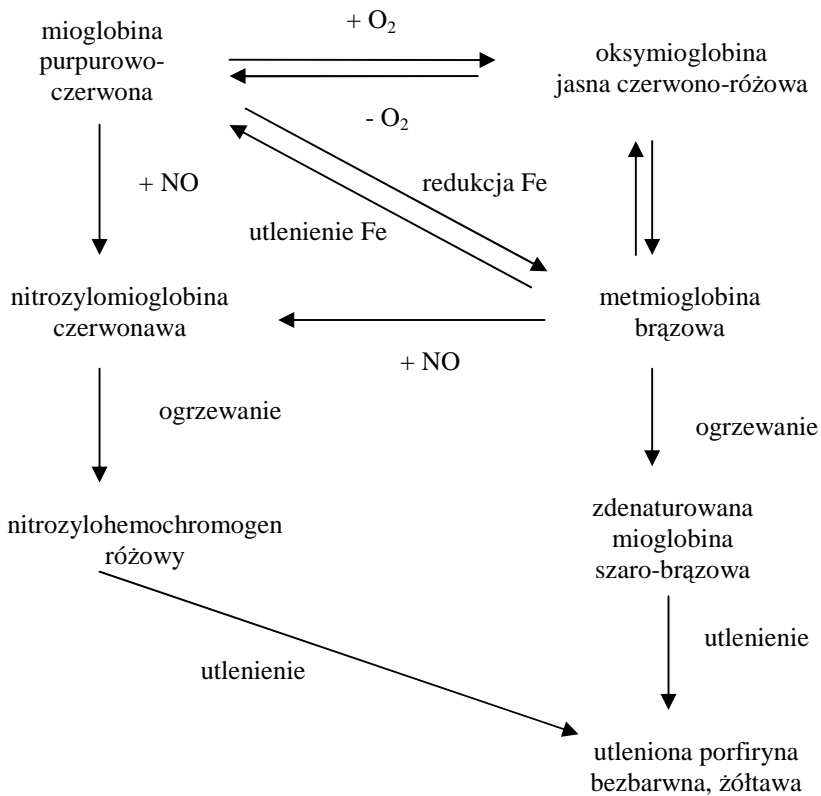 mioglobina
purpurowo-
czerwona
+ O2
oksymioglobina
jasna czerwono-różowa
- O2
+ NO
redukcja Fe
utlenienie Fe
nitrozylomioglobina
czerwonawa
metmioglobina
brązowa
+ NO
ogrzewanie
ogrzewanie
nitrozylohemochromogen
różowy
zdenaturowana
mioglobina
szaro-brązowa
utlenienie
utlenienie
utleniona porfiryna
bezbarwna, żółtawa